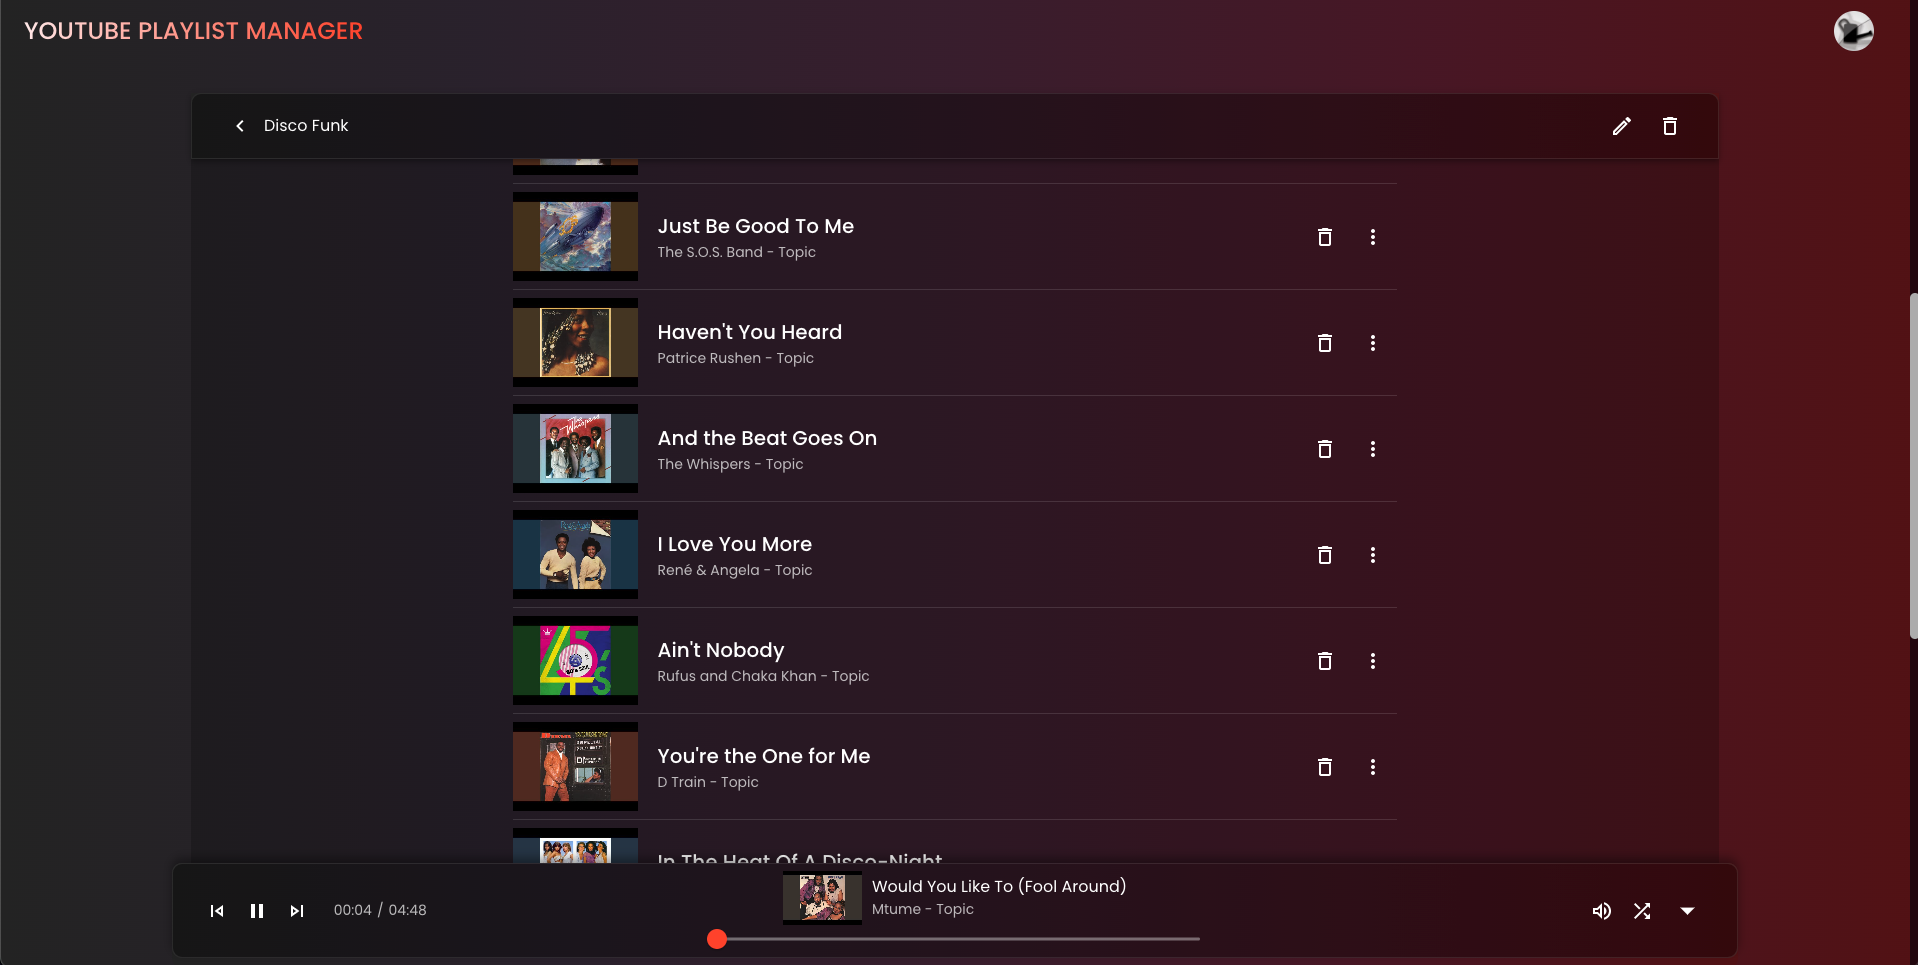 YOUTUBE PLAYLIST MANAGER
Disco Funk
Just Be Good To Me
The S.O.S. Band - Topic
Haven't You Heard
Patrice Rushen - Topic
And the Beat Goes On
The Whispers - Topic
I Love You More
René & Angela - Topic
Ain't Nobody
Rufus and Chaka Khan - Topic
You're the One for Me
D Train - Topic
In The Heat Of A Disco-Night
Would You Like To (Fool Around)
Mtume - Topic
00:04 / 04:48